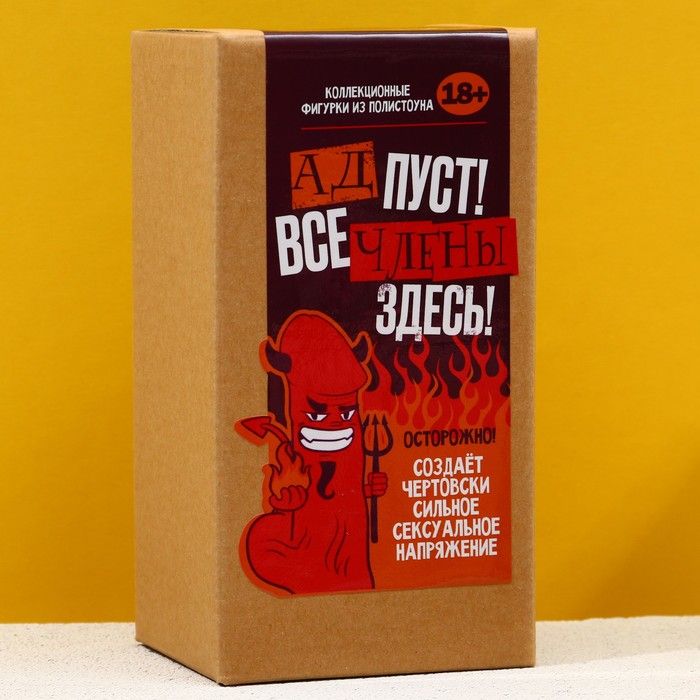 КОЛЛЕКЦИОННЫЕ
ФИГУРКИ ИЗ ПОЛИСТОУНА
18+
АД ПУСТ!
ВСЕ ЧЛЕНЫ
ЗДЕСЬ!
ОСТОРОЖНО!
СОЗДАЁТ
ЧЕРТОВСКИ
СИЛЬНОЕ
СЕКСУАЛЬНОЕ
НАПРЯЖЕНИЕ